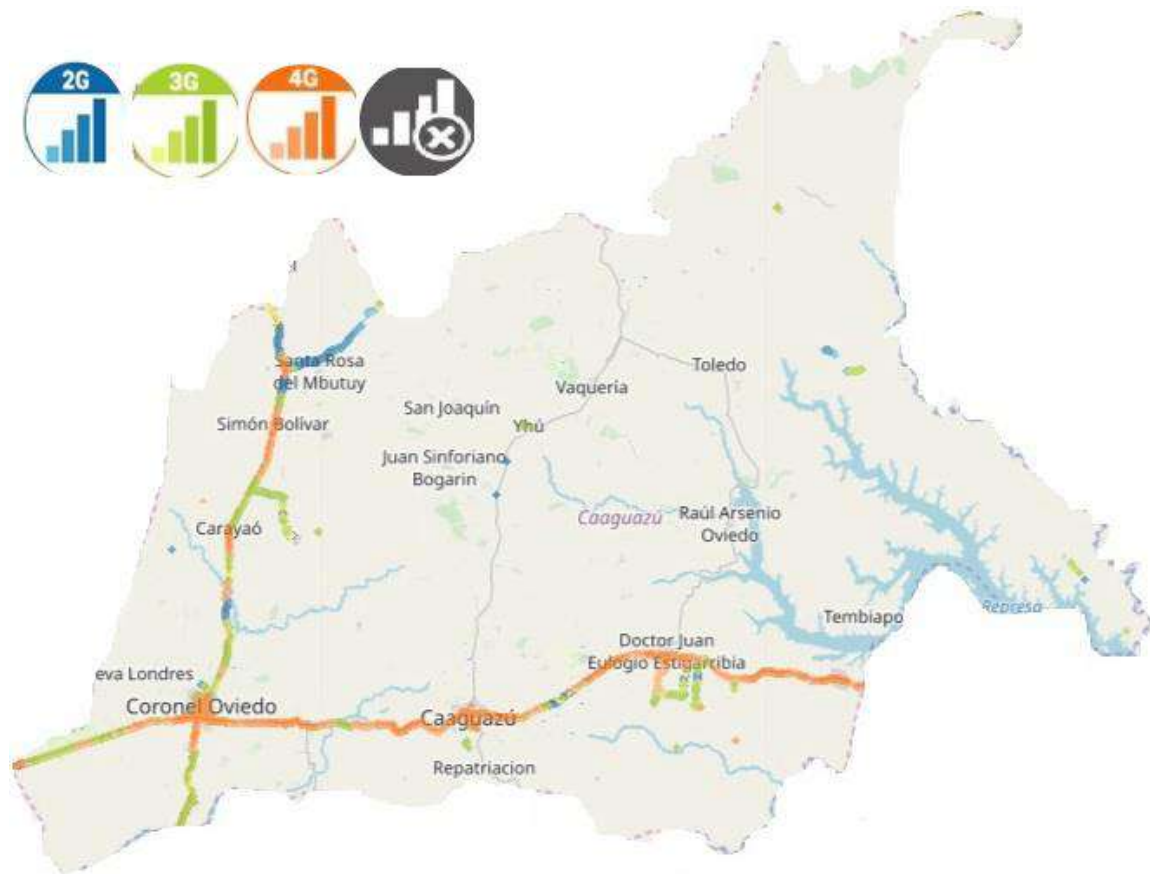 2G
3G
4G
Santa Rosa
del Mbutuy
Toledo
Vaquería
San Joaquín
Simón Bolívar
Yhú
Juan Sinforiano
Bogarin
Caaguazú
Raúl Arsenio
Oviedo
Carayaó
Represa
Tembiapo
Doctor Juan
Eulogio Estigarribia
eva Londres
Coronel Oviedo
Caaguazú
Repatriacion